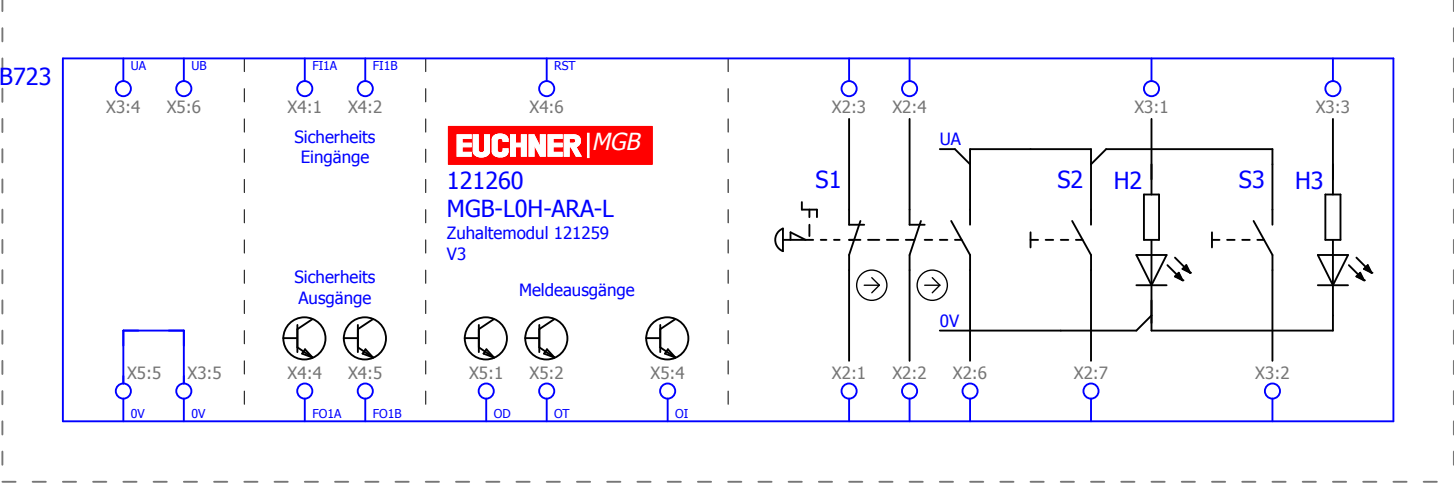 B723
UA UB FI1A FI1B RST
X3:4 X5:6 X4:1 X4:2 X4:6 X2:3 X2:4 X3:1 X3:3
Sicherheits
Eingänge
EUCHNER|MGB
121260
MGB-L0H-ARA-L
Zuhaltemodul 121259
V3
UA
S1 S2 H2 S3 H3
Sicherheits
Ausgänge
Meldeausgänge
0V
X5:5 X3:5 X4:4 X4:5 X5:1 X5:2 X5:4 X2:1 X2:2 X2:6 X2:7 X3:2
0V 0V FO1A FO1B OD OT OI